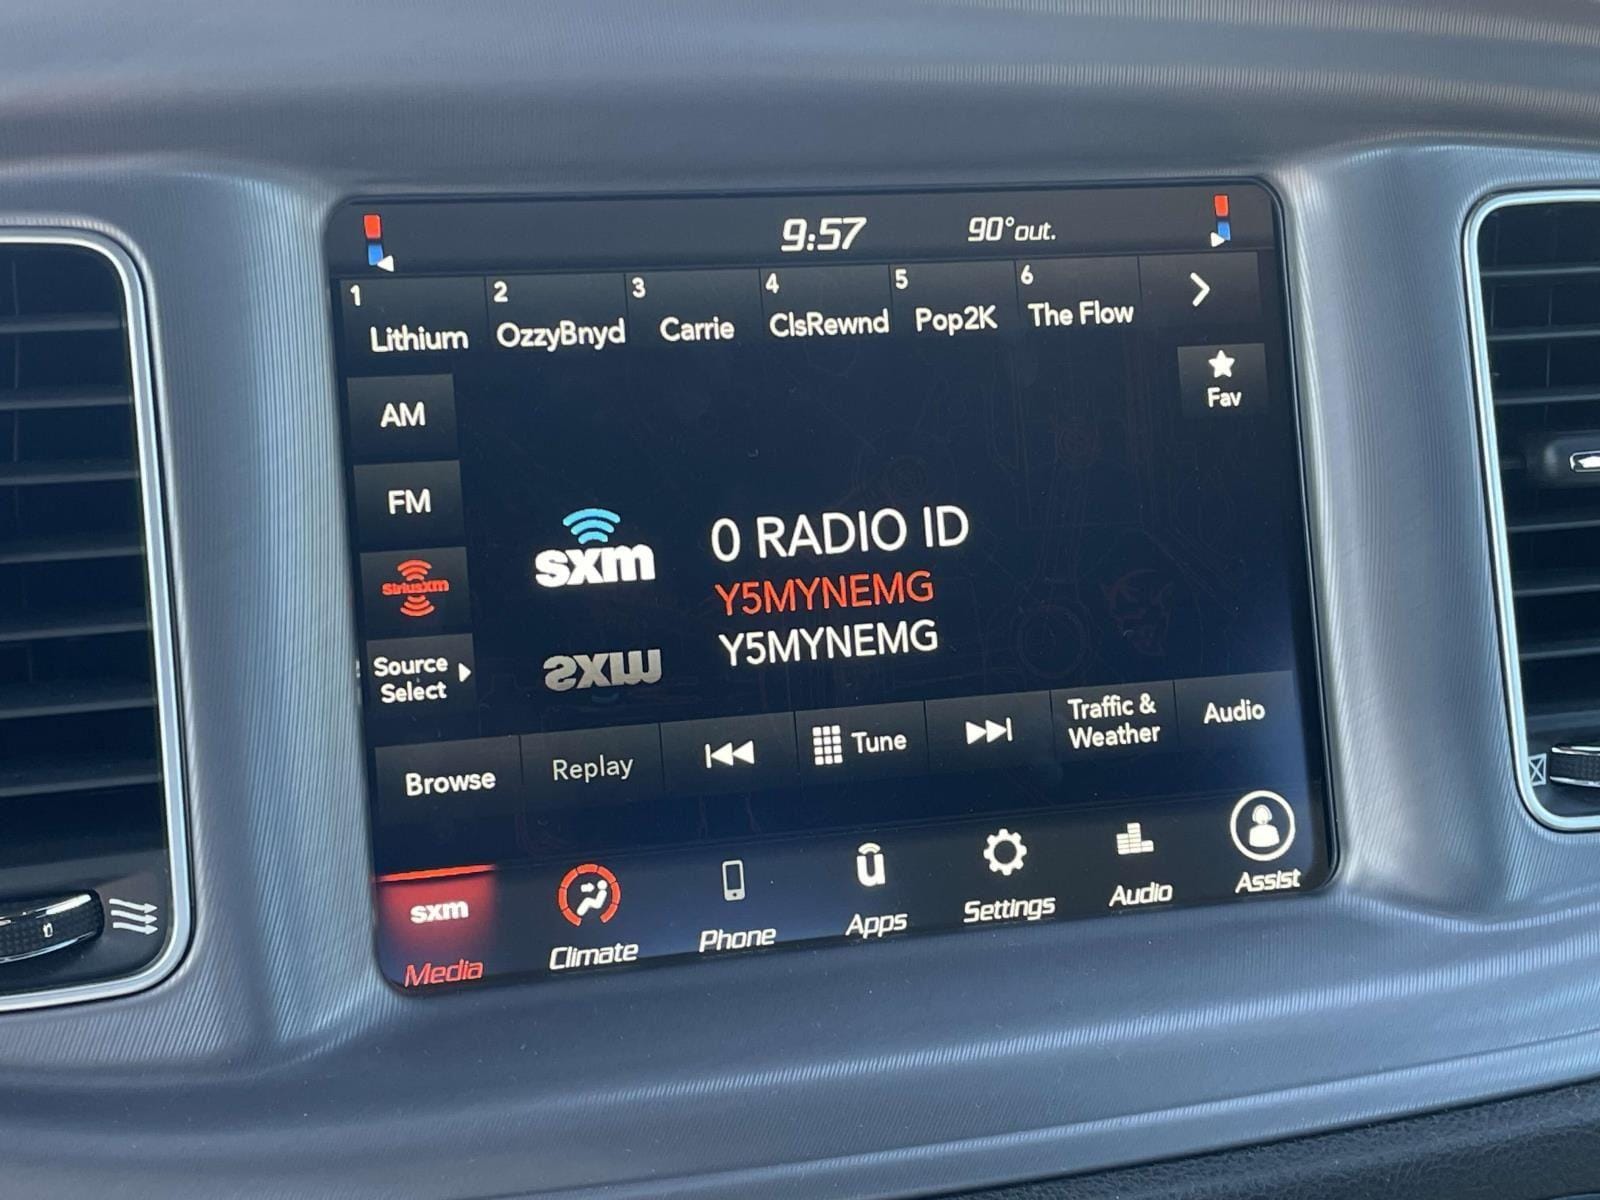 9:57 90°out.
1 2 3 4 5 6
Lithium OzzyBnyd Carrie ClsRewnd Pop2K The Flow
Fav
AM
FM
SiriusXM
Source
Select
sxm
0 RADIO ID
Y5MYNEMG
Y5MYNEMG
Browse Replay Tune Traffic &
Weather
Audio
sxm
Media Climate Phone Apps Settings Audio Assist